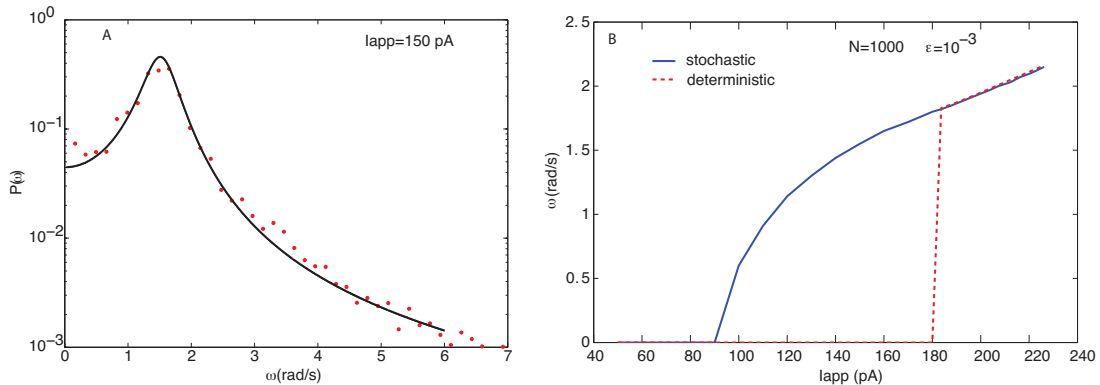 A
Iapp=150 pA
P(ω)
10^0
10^-1
10^-2
10^-3
0 1 2 3 4 5 6 7
ω(rad/s)
B
N=1000 ε=10^-3
stochastic
deterministic
ω(rad/s)
2.5
2
1.5
1
0.5
0
40 60 80 100 120 140 160 180 200 220 240
Iapp (pA)